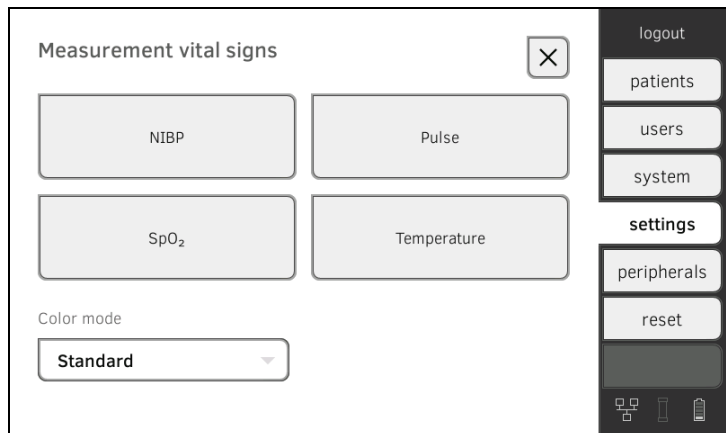 Measurement vital signs
NIBP
Pulse
SpO₂
Temperature
Color mode
Standard
logout
patients
users
system
settings
peripherals
reset